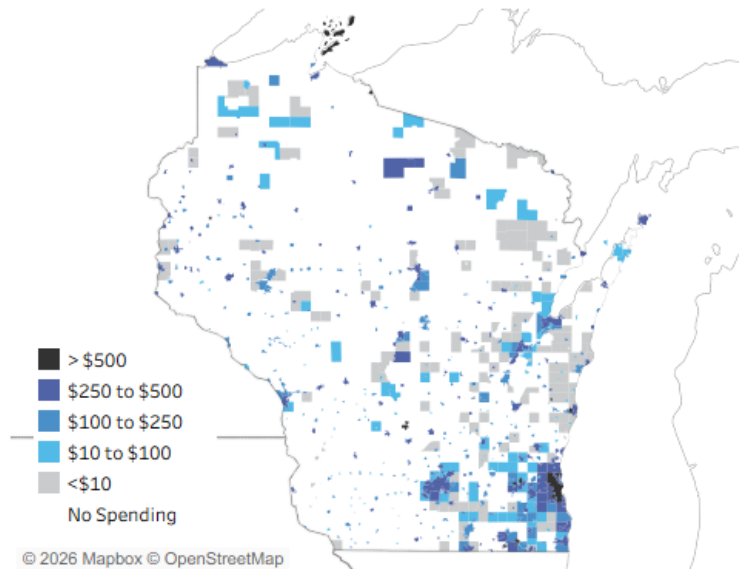 > $500
$250 to $500
$100 to $250
$10 to $100
<$10
No Spending
© 2026 Mapbox © OpenStreetMap